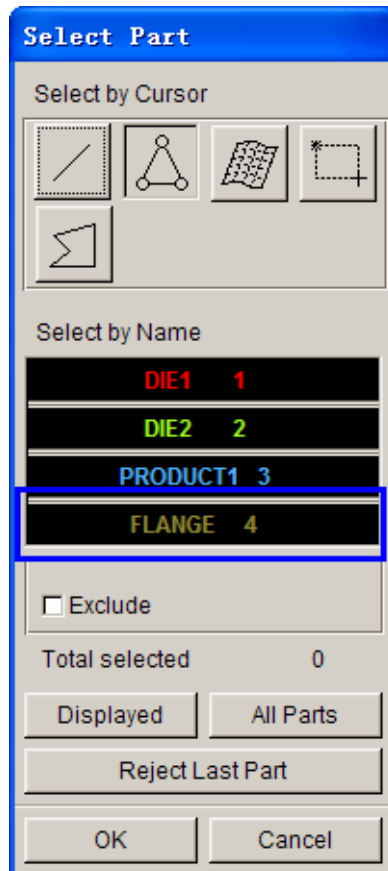 Select Part
Select by Cursor
Select by Name
DIE1 1
DIE2 2
PRODUCT1 3
FLANGE 4
Exclude
Total selected 0
Displayed All Parts
Reject Last Part
OK Cancel